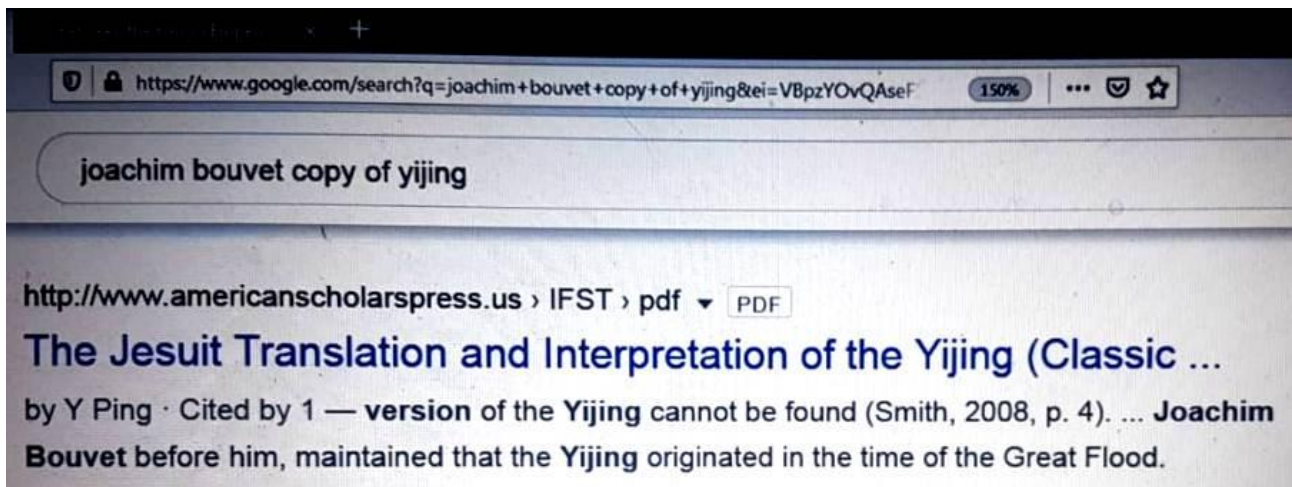 https://www.google.com/search?q=joachim+bouvet+copy+of+yijing&ei=VBpzYOvQAseF 150%
joachim bouvet copy of yijing
http://www.americanscholarspress.us › IFST › pdf PDF
The Jesuit Translation and Interpretation of the Yijing (Classic ...
by Y Ping · Cited by 1 — version of the Yijing cannot be found (Smith, 2008, p. 4). ... Joachim
Bouvet before him, maintained that the Yijing originated in the time of the Great Flood.